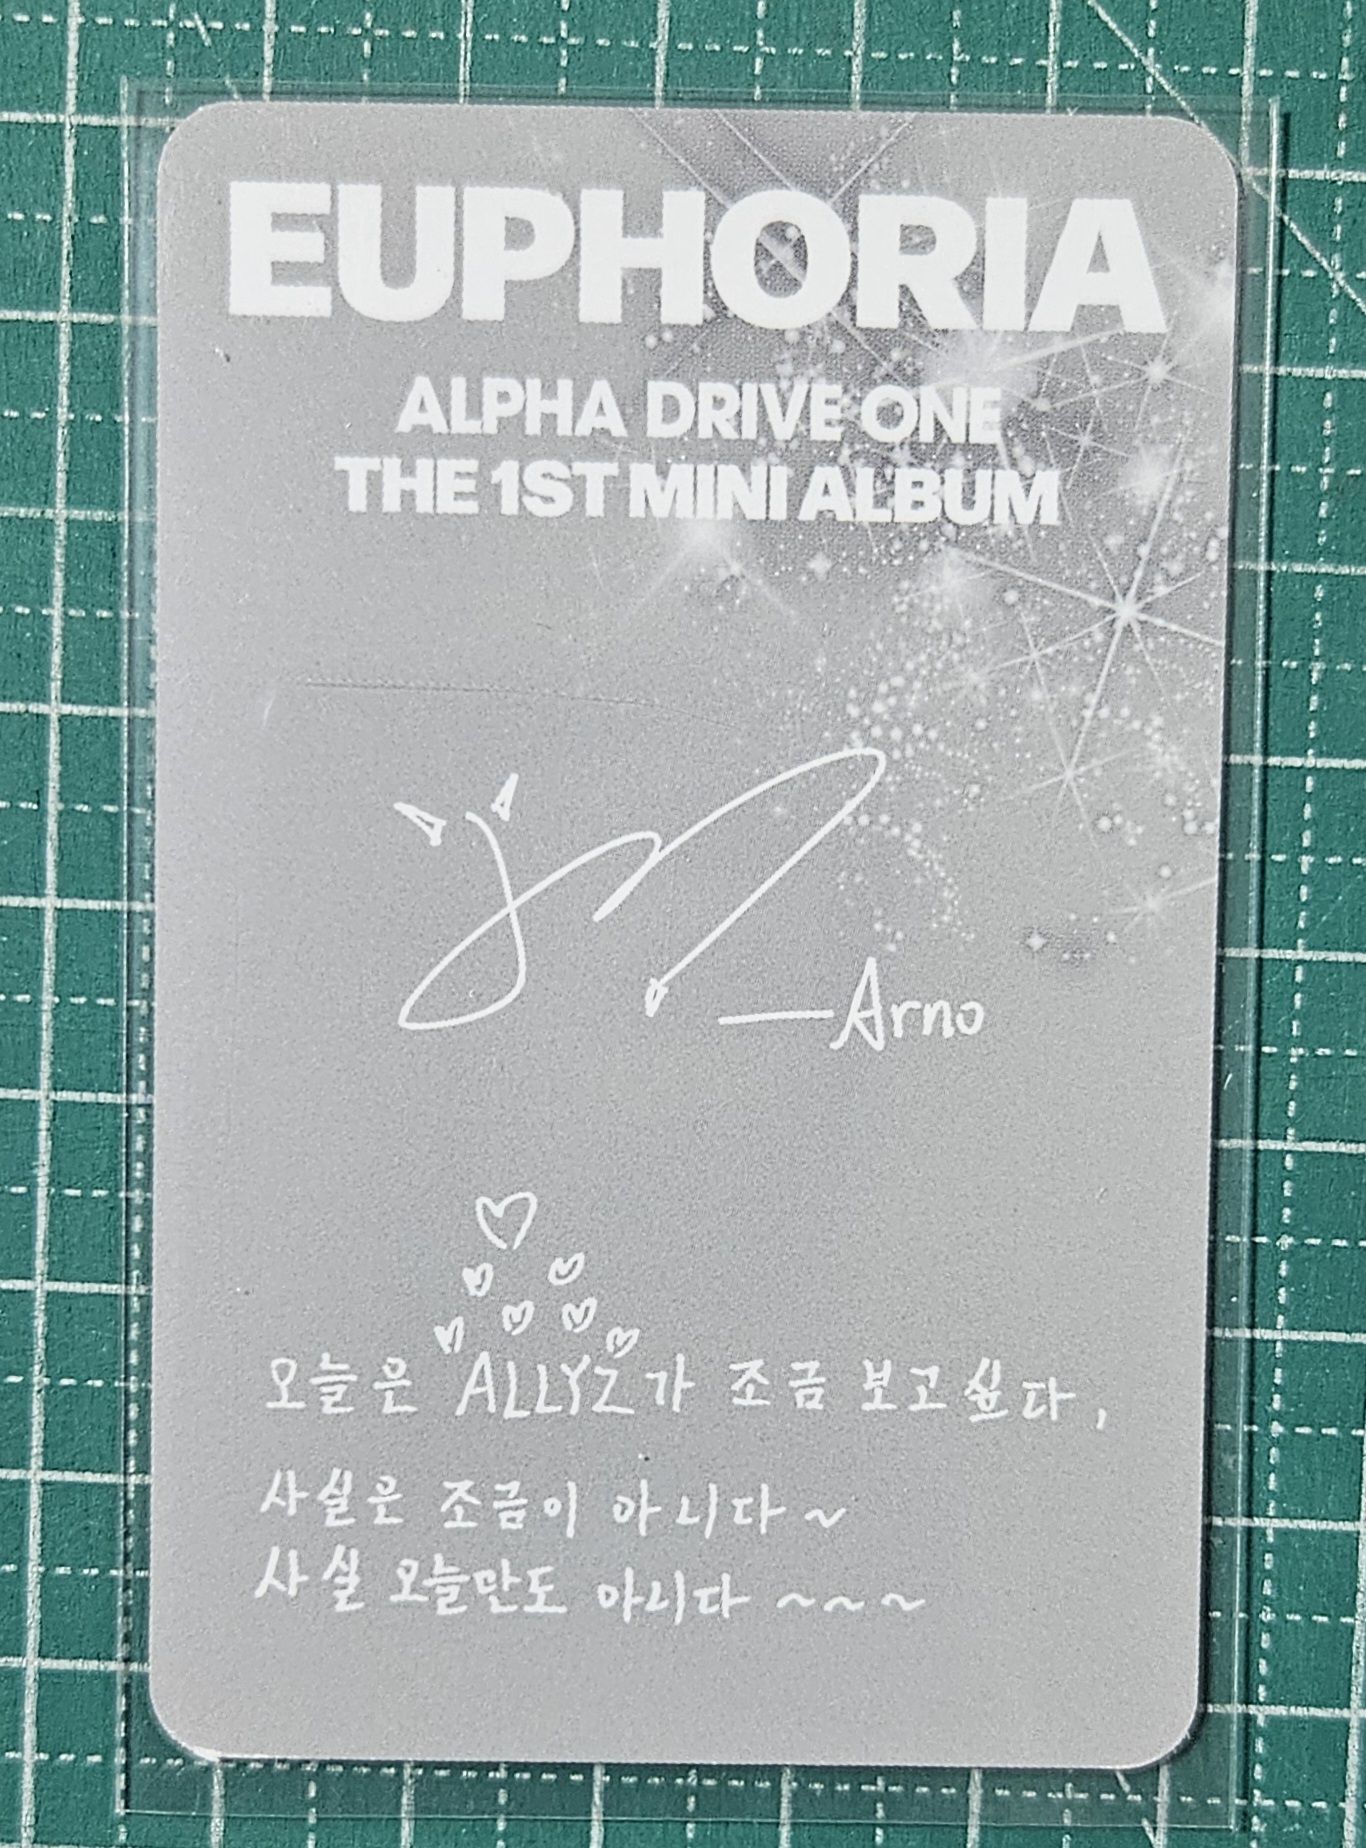 EUPHORIA
ALPHA DRIVE ONE
THE 1ST MINI ALBUM
—Arno
오늘은 ALLYZ가 조금 보고싶다,
사실은 조금이 아니다~
사실 오늘만도 아니다 ~~~